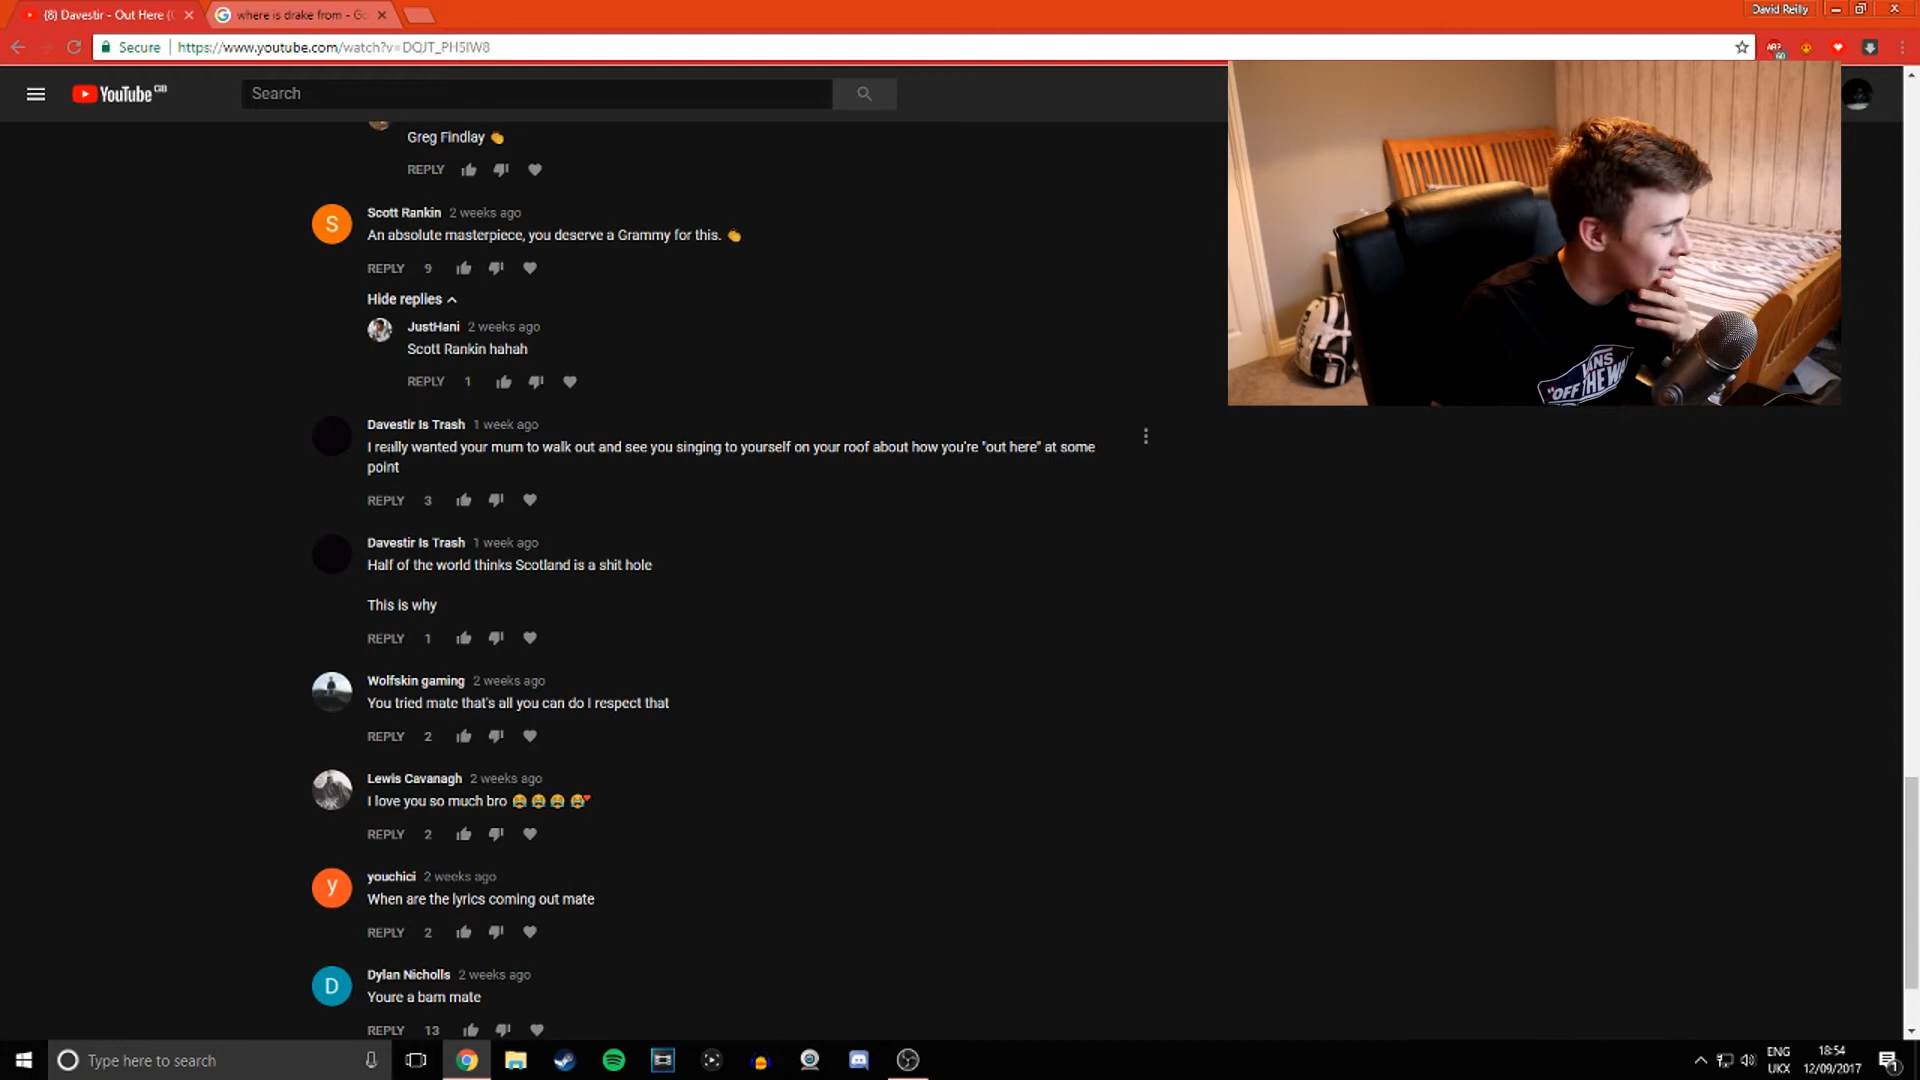 (8) Davestir - Out Here (
where is drake from - Go
David Reilly
Secure
https://www.youtube.com/watch?v=DQJT_PH5IW8
YouTube GB
Search
Greg Findlay 👏
REPLY
Scott Rankin 2 weeks ago
An absolute masterpiece, you deserve a Grammy for this. 👏
REPLY 9
Hide replies
JustHani 2 weeks ago
Scott Rankin hahah
REPLY 1
Davestir Is Trash 1 week ago
I really wanted your mum to walk out and see you singing to yourself on your roof about how you're "out here" at some
point
REPLY 3
Davestir Is Trash 1 week ago
Half of the world thinks Scotland is a shit hole
This is why
REPLY 1
Wolfskin gaming 2 weeks ago
You tried mate that's all you can do I respect that
REPLY 2
Lewis Cavanagh 2 weeks ago
I love you so much bro 😭 😭 😭 😭
REPLY 2
y
youchici 2 weeks ago
When are the lyrics coming out mate
REPLY 2
D
Dylan Nicholls 2 weeks ago
Youre a bam mate
REPLY 13
S
VANS
"OFF THE WA
Type here to search
ENG
UKX
18:54
12/09/2017
1